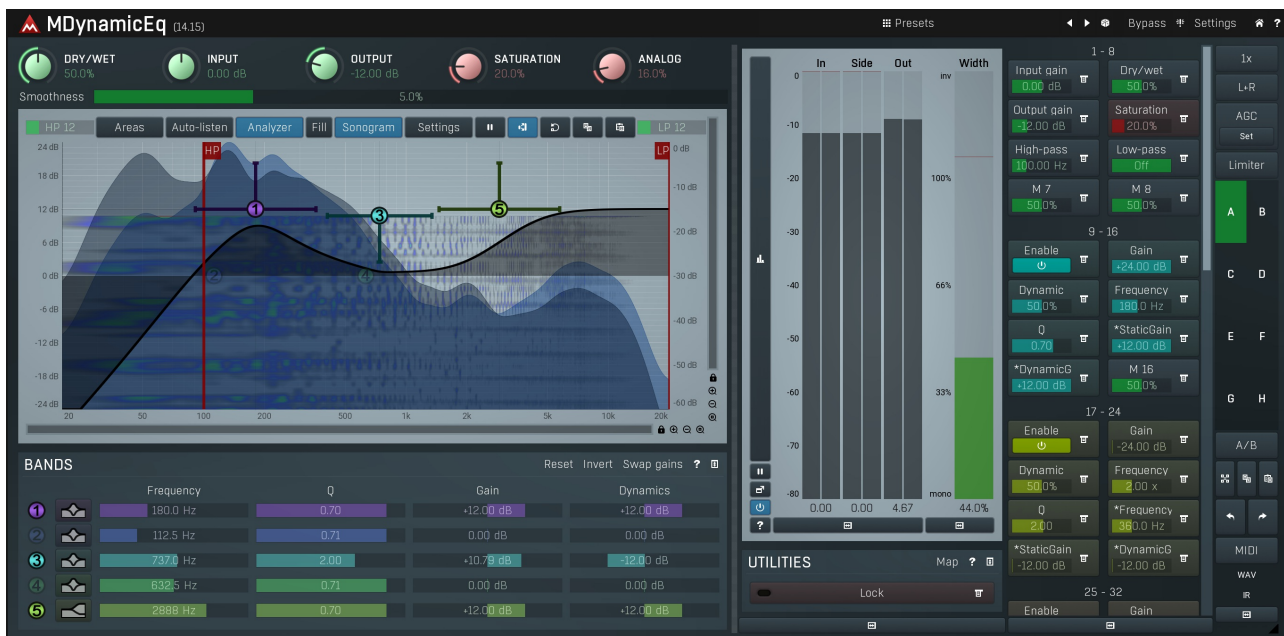 MDynamicEq (14.15)
Presets
Bypass Settings ?
DRY/WET
50.0%
INPUT
0.00 dB
OUTPUT
-12.00 dB
SATURATION
20.0%
ANALOG
16.0%
Smoothness 5.0%
HP 12 Areas Auto-listen Analyzer Fill Sonogram Settings LP 12
24 dB
18 dB
12 dB
6 dB
0 dB
-6 dB
-12 dB
-18 dB
-24 dB
HP
LP
1
2
3
4
5
0 dB
-10 dB
-20 dB
-30 dB
-40 dB
-50 dB
-60 dB
20 50 100 200 500 1k 2k 5k 10k 20k
BANDS Reset Invert Swap gains ?
Frequency Q Gain Dynamics
1 180.0 Hz 0.70 +12.00 dB +12.00 dB
2 112.5 Hz 0.71 0.00 dB 0.00 dB
3 737.0 Hz 2.00 +10.79 dB -12.00 dB
4 632.5 Hz 0.71 0.00 dB 0.00 dB
5 2888 Hz 0.70 +12.00 dB +12.00 dB
In Side Out Width
0
-10
-20
-30
-40
-50
-60
-70
-80
inv
100%
66%
33%
mono
0.00 0.00 4.67 44.0%
?
UTILITIES Map ?
Lock
1 - 8
Input gain
0.00 dB
Dry/wet
50.0%
Output gain
-12.00 dB
Saturation
20.0%
High-pass
100.00 Hz
Low-pass
Off
M 7
50.0%
M 8
50.0%
9 - 16
Enable
Gain
+24.00 dB
Dynamic
50.0%
Frequency
180.0 Hz
Q
0.70
*StaticGain
+12.00 dB
*DynamicG
+12.00 dB
M 16
50.0%
17 - 24
Enable
Gain
-24.00 dB
Dynamic
50.0%
Frequency
2.00 x
Q
2.00
*Frequency
360.0 Hz
*StaticGain
-12.00 dB
*DynamicG
-12.00 dB
25 - 32
Enable
Gain
1x
L+R
AGC
Set
Limiter
A B
C D
E F
G H
A/B
MIDI
WAV
IR